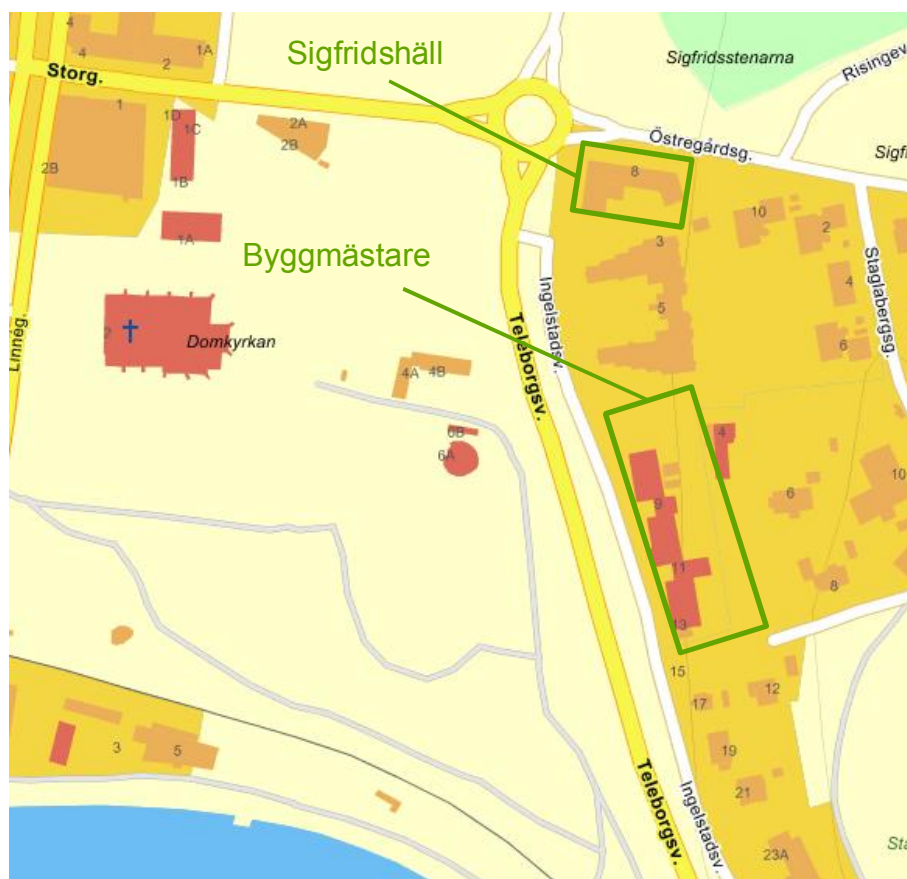 4
4
2
1A
Storg.
Sigfridshäll
Sigfridsstenarna
Risingev
1
1D
1C
2A
2B
2B
1B
Östregårdsg.
Sigf
8
1A
10
2
3
Byggmästare
Ingelstadsv.
Staglabergsg.
4
5
Linnég.
2
Domkyrkan
Teleborgsv.
6
4A
4B
6B
6A
4
10
6
9
11
8
13
15
12
17
3
5
19
21
Teleborgsv.
Ingelstadsv.
23A
Sta